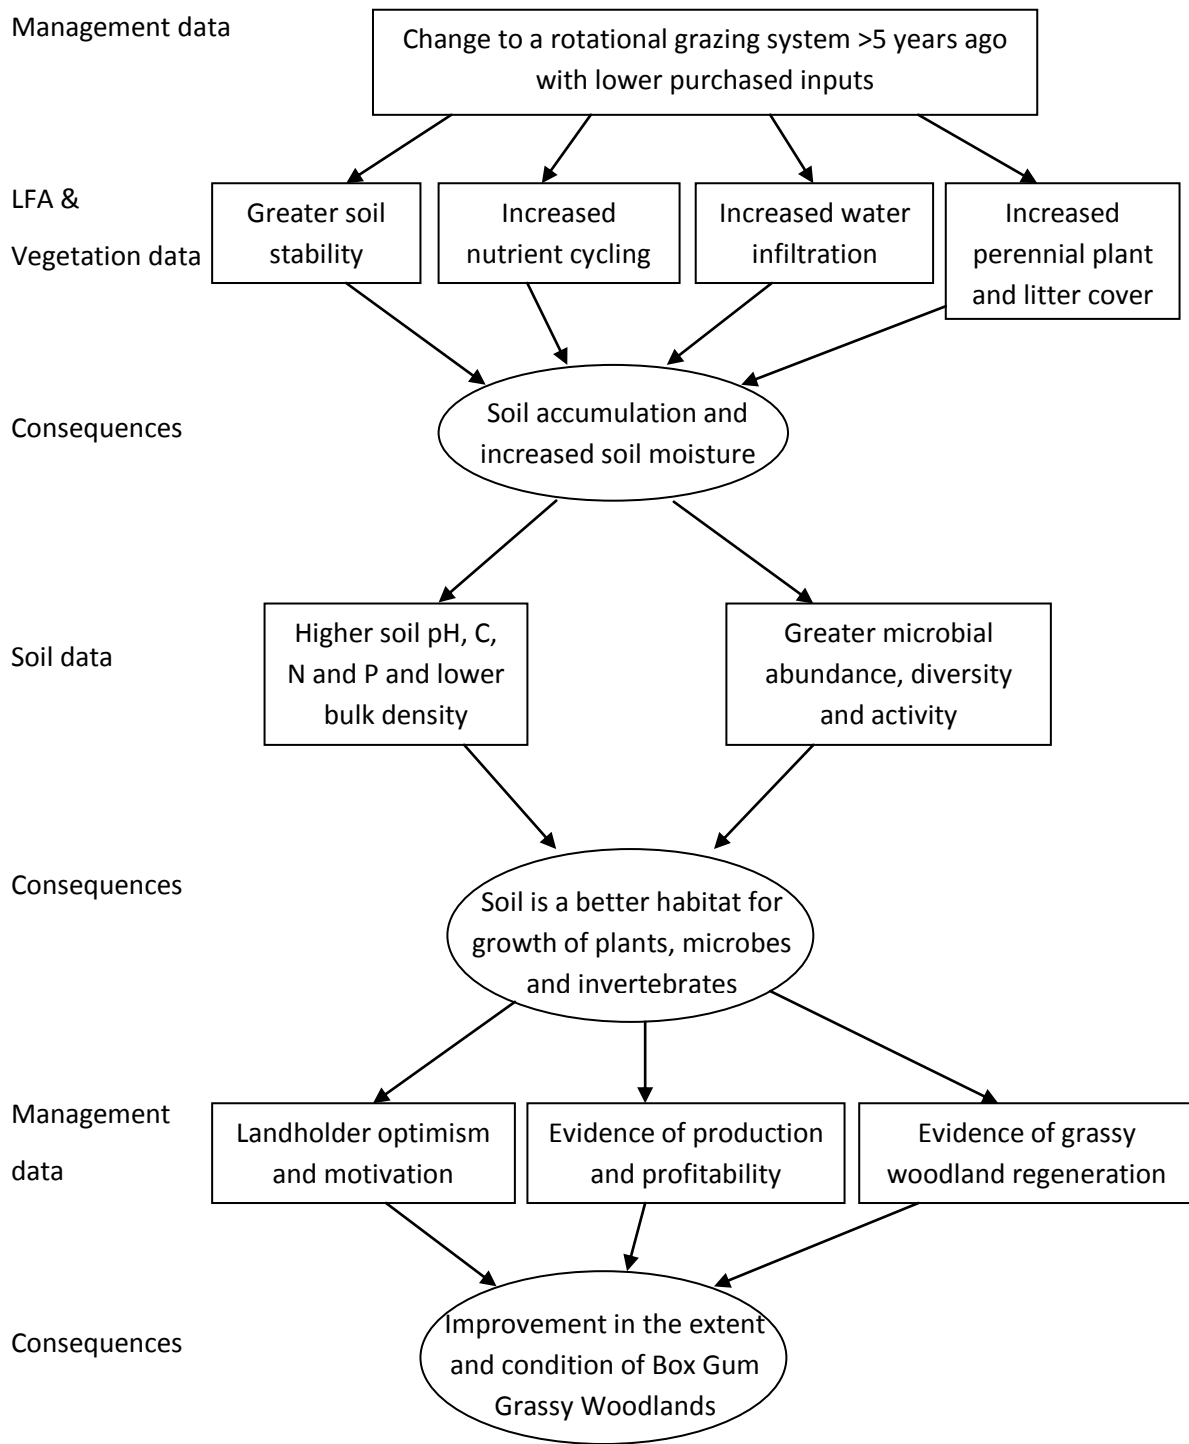 Management data
Change to a rotational grazing system >5 years ago
with lower purchased inputs
LFA &
Vegetation data
Greater soil
stability
Increased
nutrient cycling
Increased water
infiltration
Increased
perennial plant
and litter cover
Consequences
Soil accumulation and
increased soil moisture
Soil data
Higher soil pH, C,
N and P and lower
bulk density
Greater microbial
abundance, diversity
and activity
Consequences
Soil is a better habitat for
growth of plants, microbes
and invertebrates
Management
data
Landholder optimism
and motivation
Evidence of production
and profitability
Evidence of grassy
woodland regeneration
Consequences
Improvement in the extent
and condition of Box Gum
Grassy Woodlands